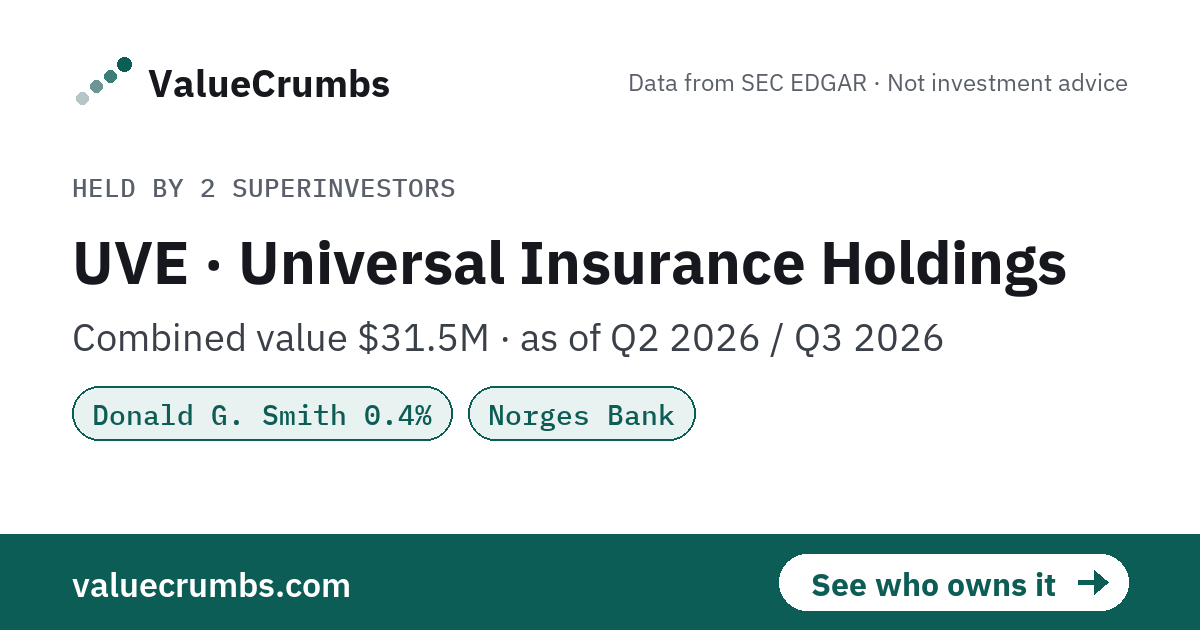 ValueCrumbs
Data from SEC EDGAR · Not investment advice
HELD BY 2 SUPERINVESTORS
UVE · Universal Insurance Holdings
Combined value $31.5M · as of Q2 2026 / Q3 2026
Donald G. Smith 0.4%
Norges Bank
valuecrumbs.com
See who owns it